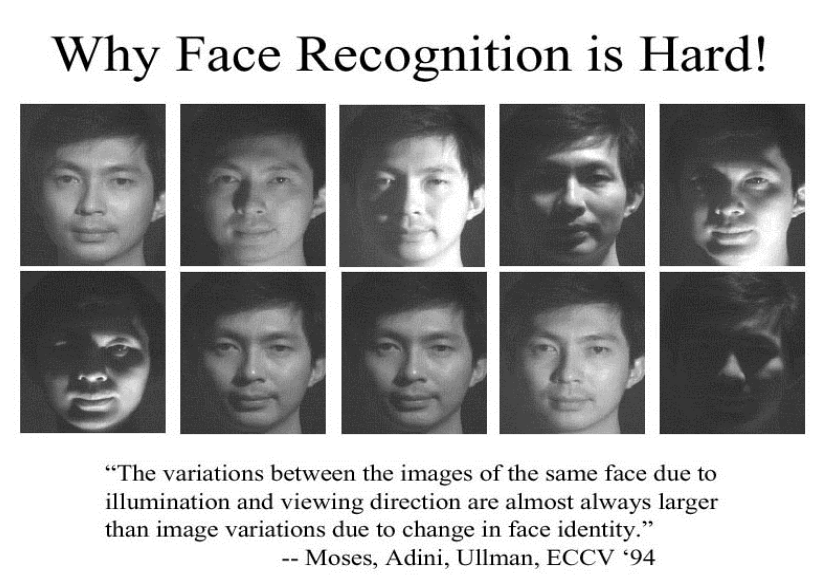 Why Face Recognition is Hard!
“The variations between the images of the same face due to
illumination and viewing direction are almost always larger
than image variations due to change in face identity.”
-- Moses, Adini, Ullman, ECCV ‘94